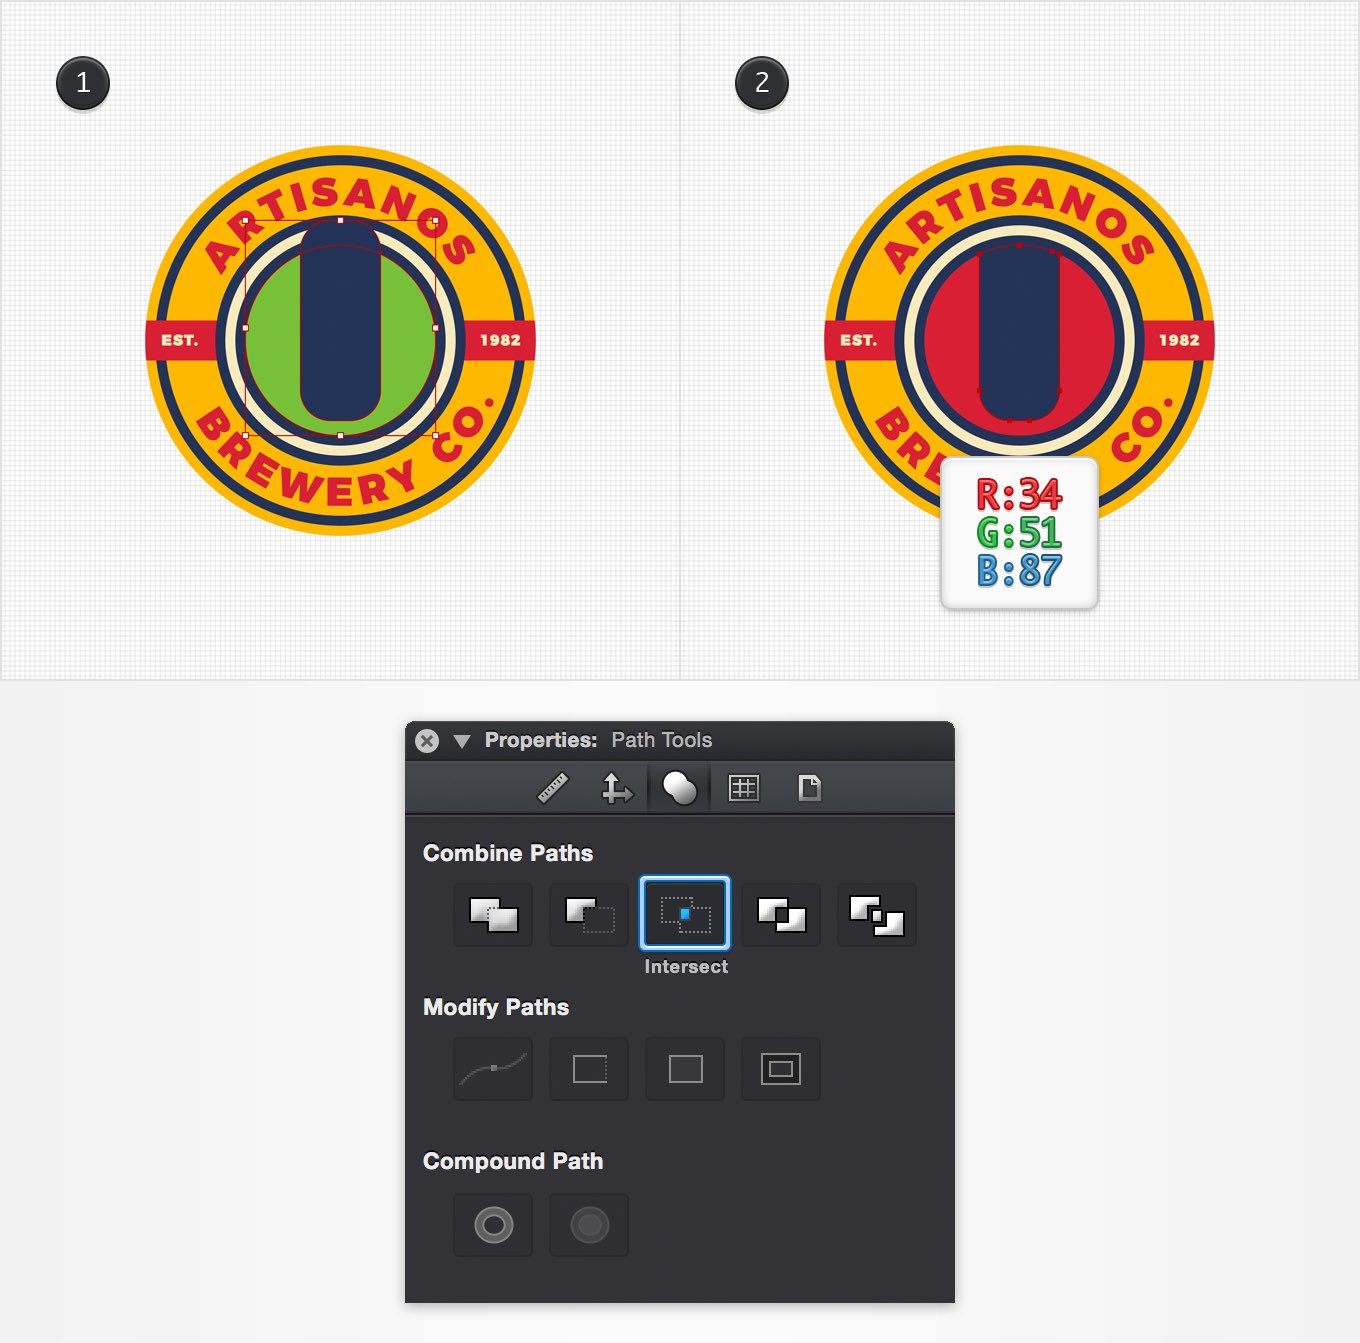 1
ARTISANOS
EST.
1982
BREWERY CO.
2
ARTISANOS
EST.
1982
CO.
R:34
G:51
B:87
Properties: Path Tools
Combine Paths
Intersect
Modify Paths
Compound Path